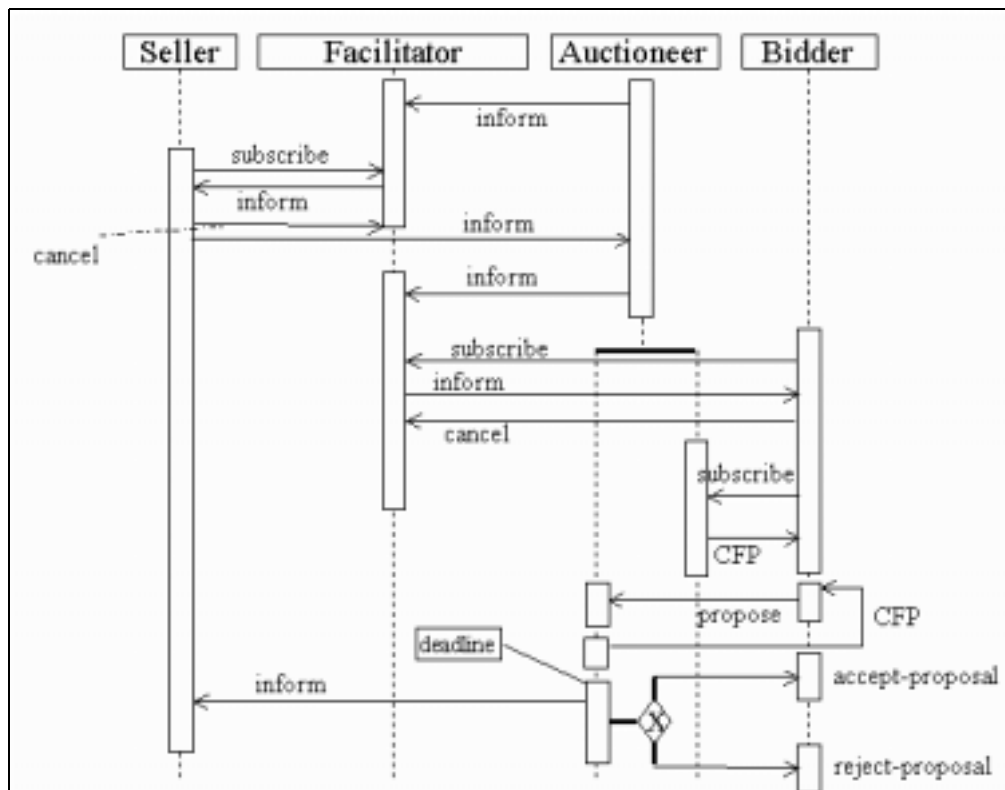 Seller Facilitator Auctioneer Bidder
inform
subscribe
inform
inform
cancel
inform
subscribe
inform
cancel
subscribe
CFP
propose
CFP
deadline
accept-proposal
inform
X
reject-proposal